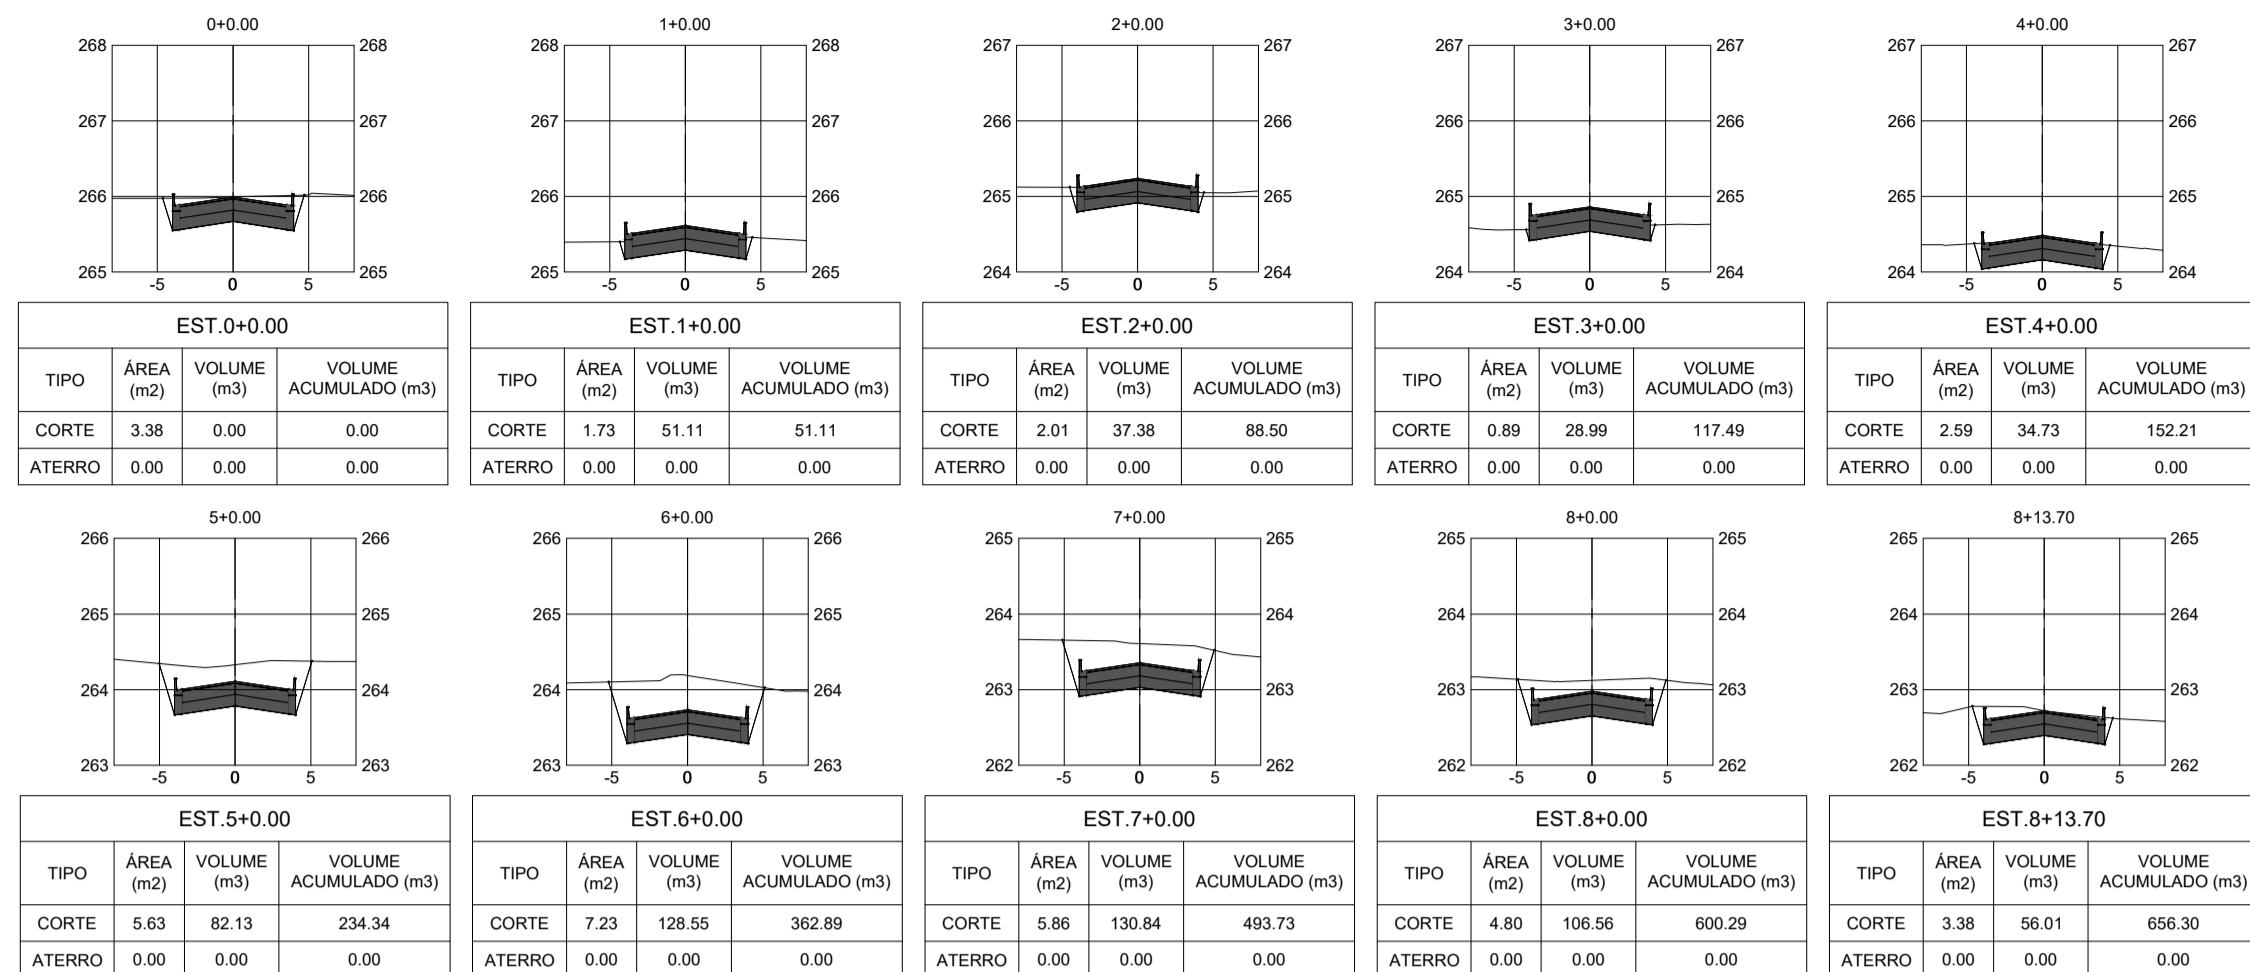 0+0.00 1+0.00 2+0.00 3+0.00 4+0.00
268 268 268 268 267 267 267 267 267 267
267 267 267 267 266 266 266 266 266 266
266 266 266 266 265 265 265 265 265 265
265 265 265 265 264 264 264 264 264 264
-5 0 5 -5 0 5 -5 0 5 -5 0 5 -5 0 5
EST.0+0.00 EST.1+0.00 EST.2+0.00 EST.3+0.00 EST.4+0.00
TIPO ÁREA (m2) VOLUME (m3) VOLUME ACUMULADO (m3) TIPO ÁREA (m2) VOLUME (m3) VOLUME ACUMULADO (m3) TIPO ÁREA (m2) VOLUME (m3) VOLUME ACUMULADO (m3) TIPO ÁREA (m2) VOLUME (m3) VOLUME ACUMULADO (m3) TIPO ÁREA (m2) VOLUME (m3) VOLUME ACUMULADO (m3)
CORTE 3.38 0.00 0.00 CORTE 1.73 51.11 51.11 CORTE 2.01 37.38 88.50 CORTE 0.89 28.99 117.49 CORTE 2.59 34.73 152.21
ATERRO 0.00 0.00 0.00 ATERRO 0.00 0.00 0.00 ATERRO 0.00 0.00 0.00 ATERRO 0.00 0.00 0.00 ATERRO 0.00 0.00 0.00
5+0.00 6+0.00 7+0.00 8+0.00 8+13.70
266 266 266 266 265 265 265 265 265 265
265 265 265 265 264 264 264 264 264 264
264 264 264 264 263 263 263 263 263 263
263 263 263 263 262 262 262 262 262 262
-5 0 5 -5 0 5 -5 0 5 -5 0 5 -5 0 5
EST.5+0.00 EST.6+0.00 EST.7+0.00 EST.8+0.00 EST.8+13.70
TIPO ÁREA (m2) VOLUME (m3) VOLUME ACUMULADO (m3) TIPO ÁREA (m2) VOLUME (m3) VOLUME ACUMULADO (m3) TIPO ÁREA (m2) VOLUME (m3) VOLUME ACUMULADO (m3) TIPO ÁREA (m2) VOLUME (m3) VOLUME ACUMULADO (m3) TIPO ÁREA (m2) VOLUME (m3) VOLUME ACUMULADO (m3)
CORTE 5.63 82.13 234.34 CORTE 7.23 128.55 362.89 CORTE 5.86 130.84 493.73 CORTE 4.80 106.56 600.29 CORTE 3.38 56.01 656.30
ATERRO 0.00 0.00 0.00 ATERRO 0.00 0.00 0.00 ATERRO 0.00 0.00 0.00 ATERRO 0.00 0.00 0.00 ATERRO 0.00 0.00 0.00